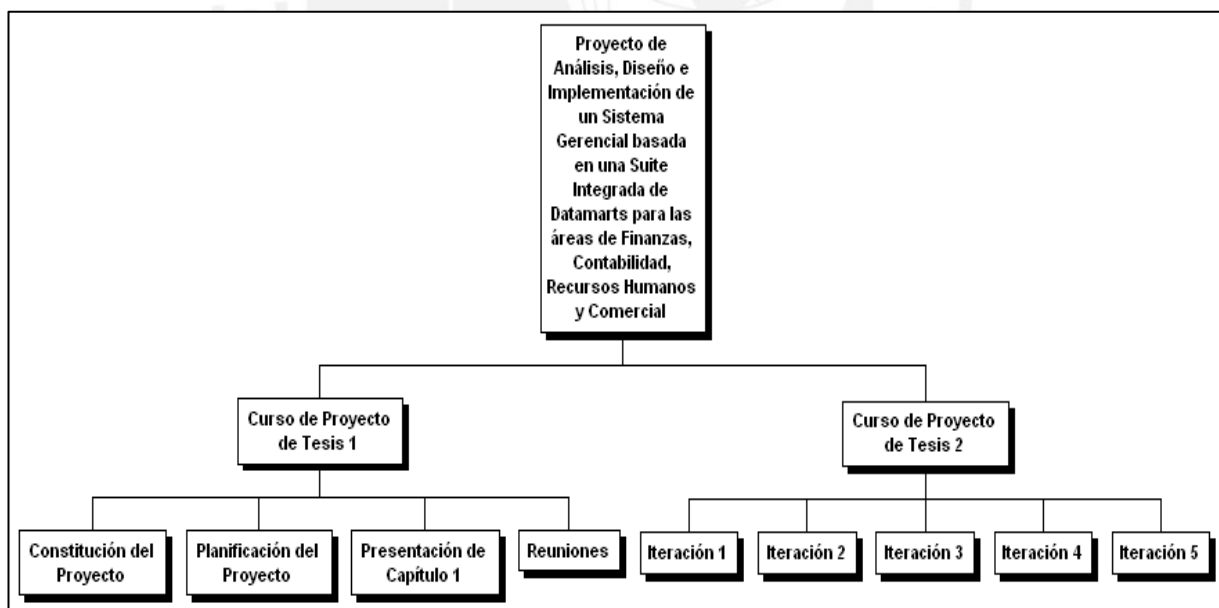 Proyecto de
Análisis, Diseño e
Implementación de
un Sistema
Gerencial basada
en una Suite
Integrada de
Datamarts para las
áreas de Finanzas,
Contabilidad,
Recursos Humanos
y Comercial
Curso de Proyecto
de Tesis 1
Curso de Proyecto
de Tesis 2
Constitución del
Proyecto
Planificación del
Proyecto
Presentación de
Capítulo 1
Reuniones
Iteración 1
Iteración 2
Iteración 3
Iteración 4
Iteración 5